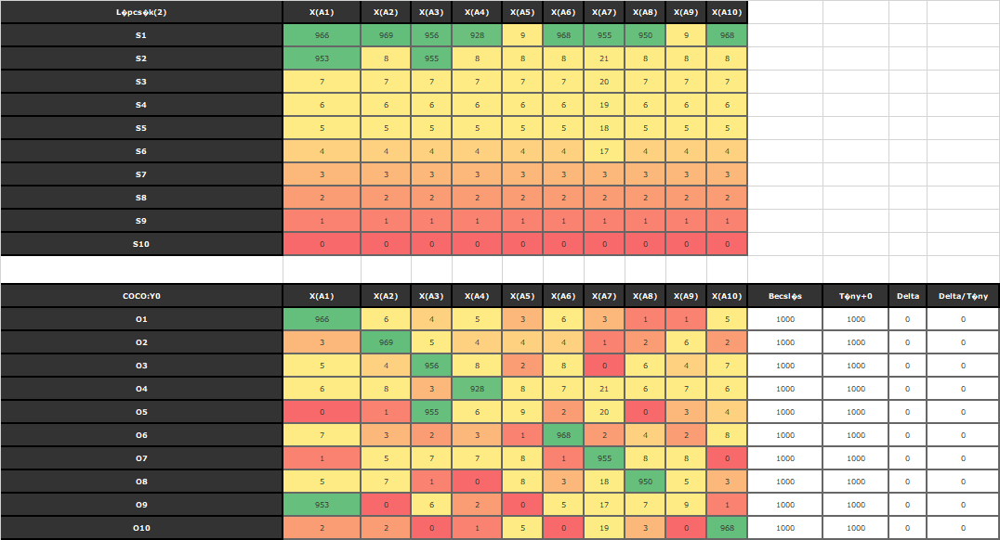 L�pcs�k(2) X(A1) X(A2) X(A3) X(A4) X(A5) X(A6) X(A7) X(A8) X(A9) X(A10)
S1 966 969 956 928 9 968 955 950 9 968
S2 953 8 955 8 8 8 21 8 8 8
S3 7 7 7 7 7 7 20 7 7 7
S4 6 6 6 6 6 6 19 6 6 6
S5 5 5 5 5 5 5 18 5 5 5
S6 4 4 4 4 4 4 17 4 4 4
S7 3 3 3 3 3 3 3 3 3 3
S8 2 2 2 2 2 2 2 2 2 2
S9 1 1 1 1 1 1 1 1 1 1
S10 0 0 0 0 0 0 0 0 0 0
COCO:Y0 X(A1) X(A2) X(A3) X(A4) X(A5) X(A6) X(A7) X(A8) X(A9) X(A10) Becsl�s T�ny+0 Delta Delta/T�ny
O1 966 6 4 5 3 6 3 1 1 5 1000 1000 0 0
O2 3 969 5 4 4 4 1 2 6 2 1000 1000 0 0
O3 5 4 956 8 2 8 0 6 4 7 1000 1000 0 0
O4 6 8 3 928 8 7 21 6 7 6 1000 1000 0 0
O5 0 1 955 6 9 2 20 0 3 4 1000 1000 0 0
O6 7 3 2 3 1 968 2 4 2 8 1000 1000 0 0
O7 1 5 7 7 8 1 955 8 8 0 1000 1000 0 0
O8 5 7 1 0 8 3 18 950 5 3 1000 1000 0 0
O9 953 0 6 2 0 5 17 7 9 1 1000 1000 0 0
O10 2 2 0 1 5 0 19 3 0 968 1000 1000 0 0